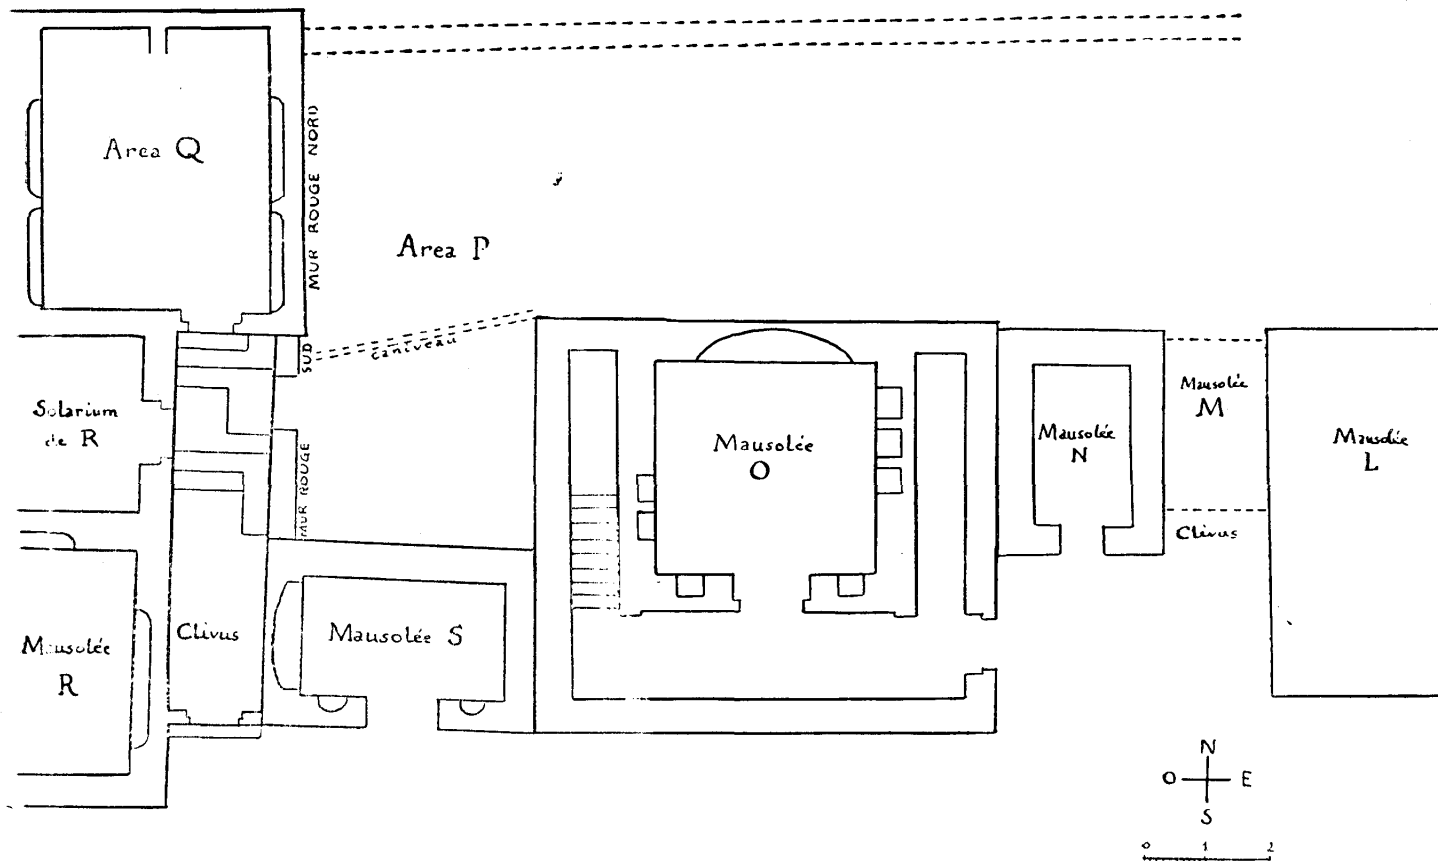 Area Q
MUR ROUGE NORD
Area P
SUD
Caniveau
Solarium
de R
MUR ROUGE
Mausolée
O
Mausolée
N
Mausolée
M
Mausolée
L
Clivus
Mausolée
R
Clivus
Mausolée S
N
O E
S
0 1 2